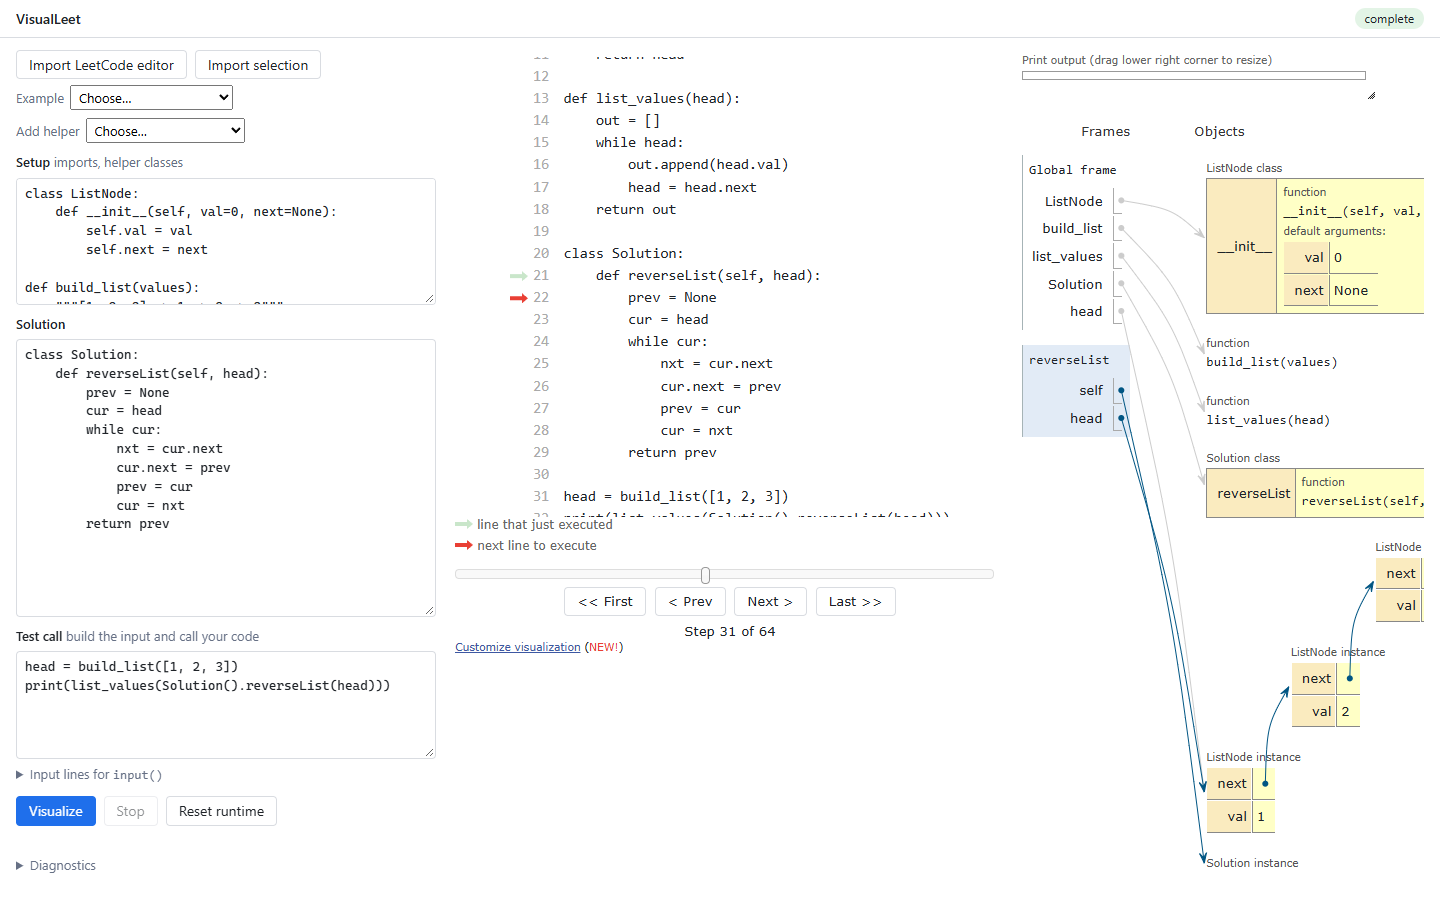 VisualLeet
complete
Import LeetCode editor
Import selection
Example
Choose...
Add helper
Choose...
Setup imports, helper classes
class ListNode:
    def __init__(self, val=0, next=None):
        self.val = val
        self.next = next
def build_list(values):
Solution
class Solution:
    def reverseList(self, head):
        prev = None
        cur = head
        while cur:
            nxt = cur.next
            cur.next = prev
            prev = cur
            cur = nxt
        return prev
Test call build the input and call your code
head = build_list([1, 2, 3])
print(list_values(Solution().reverseList(head)))
Input lines for input()
Visualize
Stop
Reset runtime
Diagnostics
11 return head
12
13 def list_values(head):
14     out = []
15     while head:
16         out.append(head.val)
17         head = head.next
18     return out
19
20 class Solution:
21     def reverseList(self, head):
22         prev = None
23         cur = head
24         while cur:
25             nxt = cur.next
26             cur.next = prev
27             prev = cur
28             cur = nxt
29         return prev
30
31 head = build_list([1, 2, 3])
32 print(list_values(Solution().reverseList(head)))
line that just executed
next line to execute
<< First
< Prev
Next >
Last >>
Step 31 of 64
Customize visualization (NEW!)
Print output (drag lower right corner to resize)
Frames
Objects
Global frame
ListNode
build_list
list_values
Solution
head
reverseList
self
head
ListNode class
__init__
function
__init__(self, val,
default arguments:
val 0
next None
function
build_list(values)
function
list_values(head)
Solution class
reverseList
function
reverseList(self,
ListNode
next
val
ListNode instance
next
val 2
ListNode instance
next
val 1
Solution instance